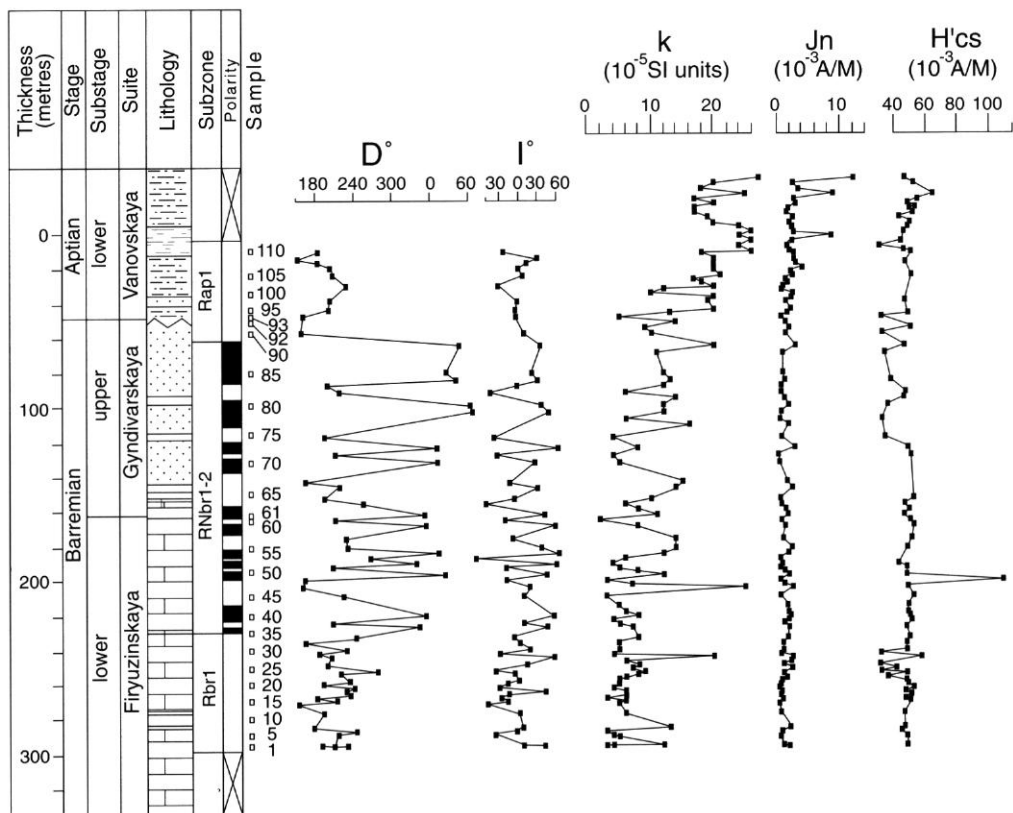 Thickness
(metres)
Stage
Substage
Suite
Lithology
Subzone
Polarity
Sample
D°
I°
k
(10⁻⁵SI units)
Jn
(10⁻³A/M)
H'cs
(10⁻³A/M)
180 240 300 0 60
30 0 30 60
0 10 20
0 10
40 60 80 100
0
100
200
300
Aptian
Barremian
lower
upper
lower
Vanovskaya
Gyndivarskaya
Firyuzinskaya
Rap1
RNbr1-2
Rbr1
110
105
100
95
93
92
90
85
80
75
70
65
61
60
55
50
45
40
35
30
25
20
15
10
5
1